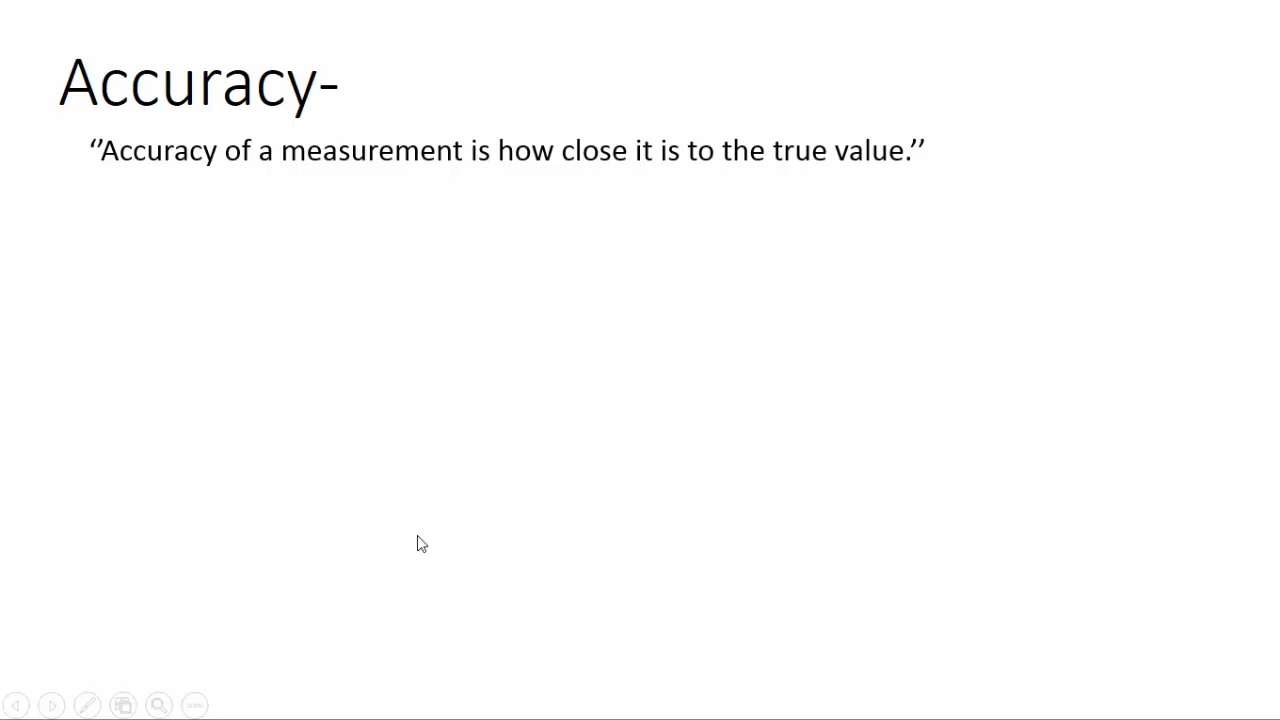 Accuracy-
‘’Accuracy of a measurement is how close it is to the true value.’’